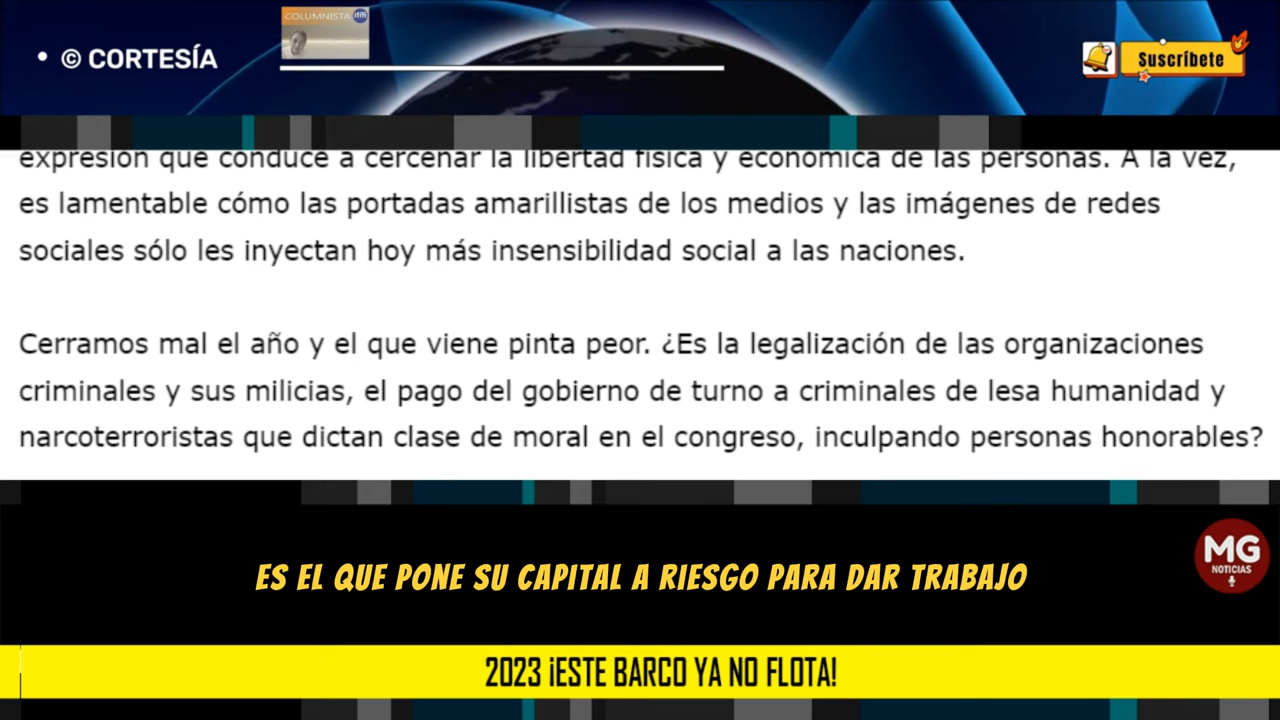 • © CORTESÍA
COLUMNISTA ifm
Suscríbete
expresión que conduce a cercenar la libertad física y económica de las personas. A la vez,
es lamentable cómo las portadas amarillistas de los medios y las imágenes de redes
sociales sólo les inyectan hoy más insensibilidad social a las naciones.
Cerramos mal el año y el que viene pinta peor. ¿Es la legalización de las organizaciones
criminales y sus milicias, el pago del gobierno de turno a criminales de lesa humanidad y
narcoterroristas que dictan clase de moral en el congreso, inculpando personas honorables?
MG
NOTICIAS
ES EL QUE PONE SU CAPITAL A RIESGO PARA DAR TRABAJO
2023 ¡ESTE BARCO YA NO FLOTA!